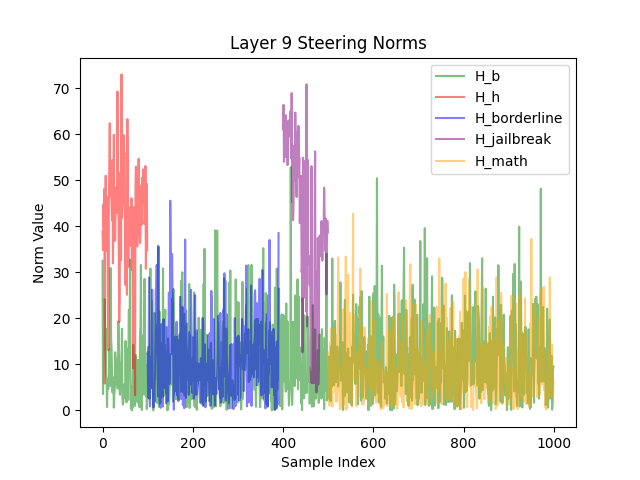 Layer 9 Steering Norms
H_b
H_h
H_borderline
H_jailbreak
H_math
Norm Value
70
60
50
40
30
20
10
0
0 200 400 600 800 1000
Sample Index